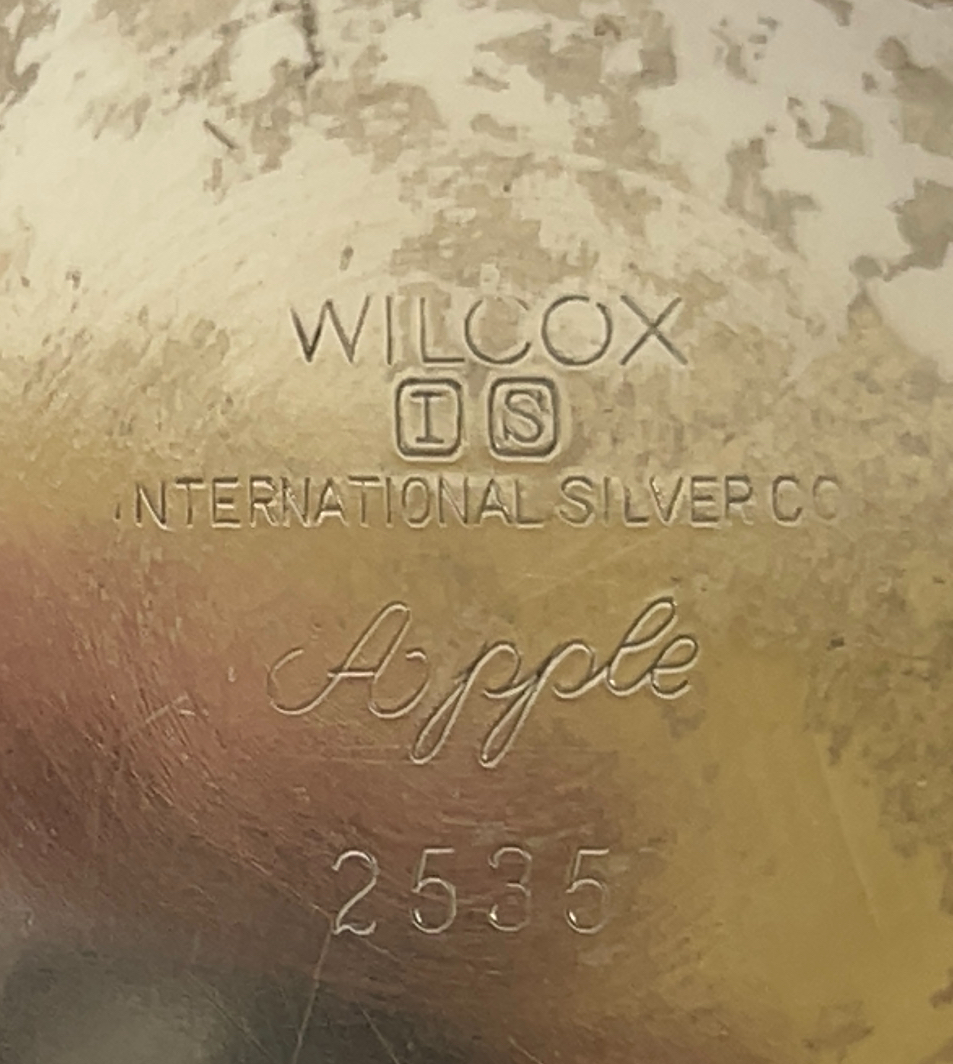 WILCOX
I S
INTERNATIONAL SILVER CO
Apple
2535